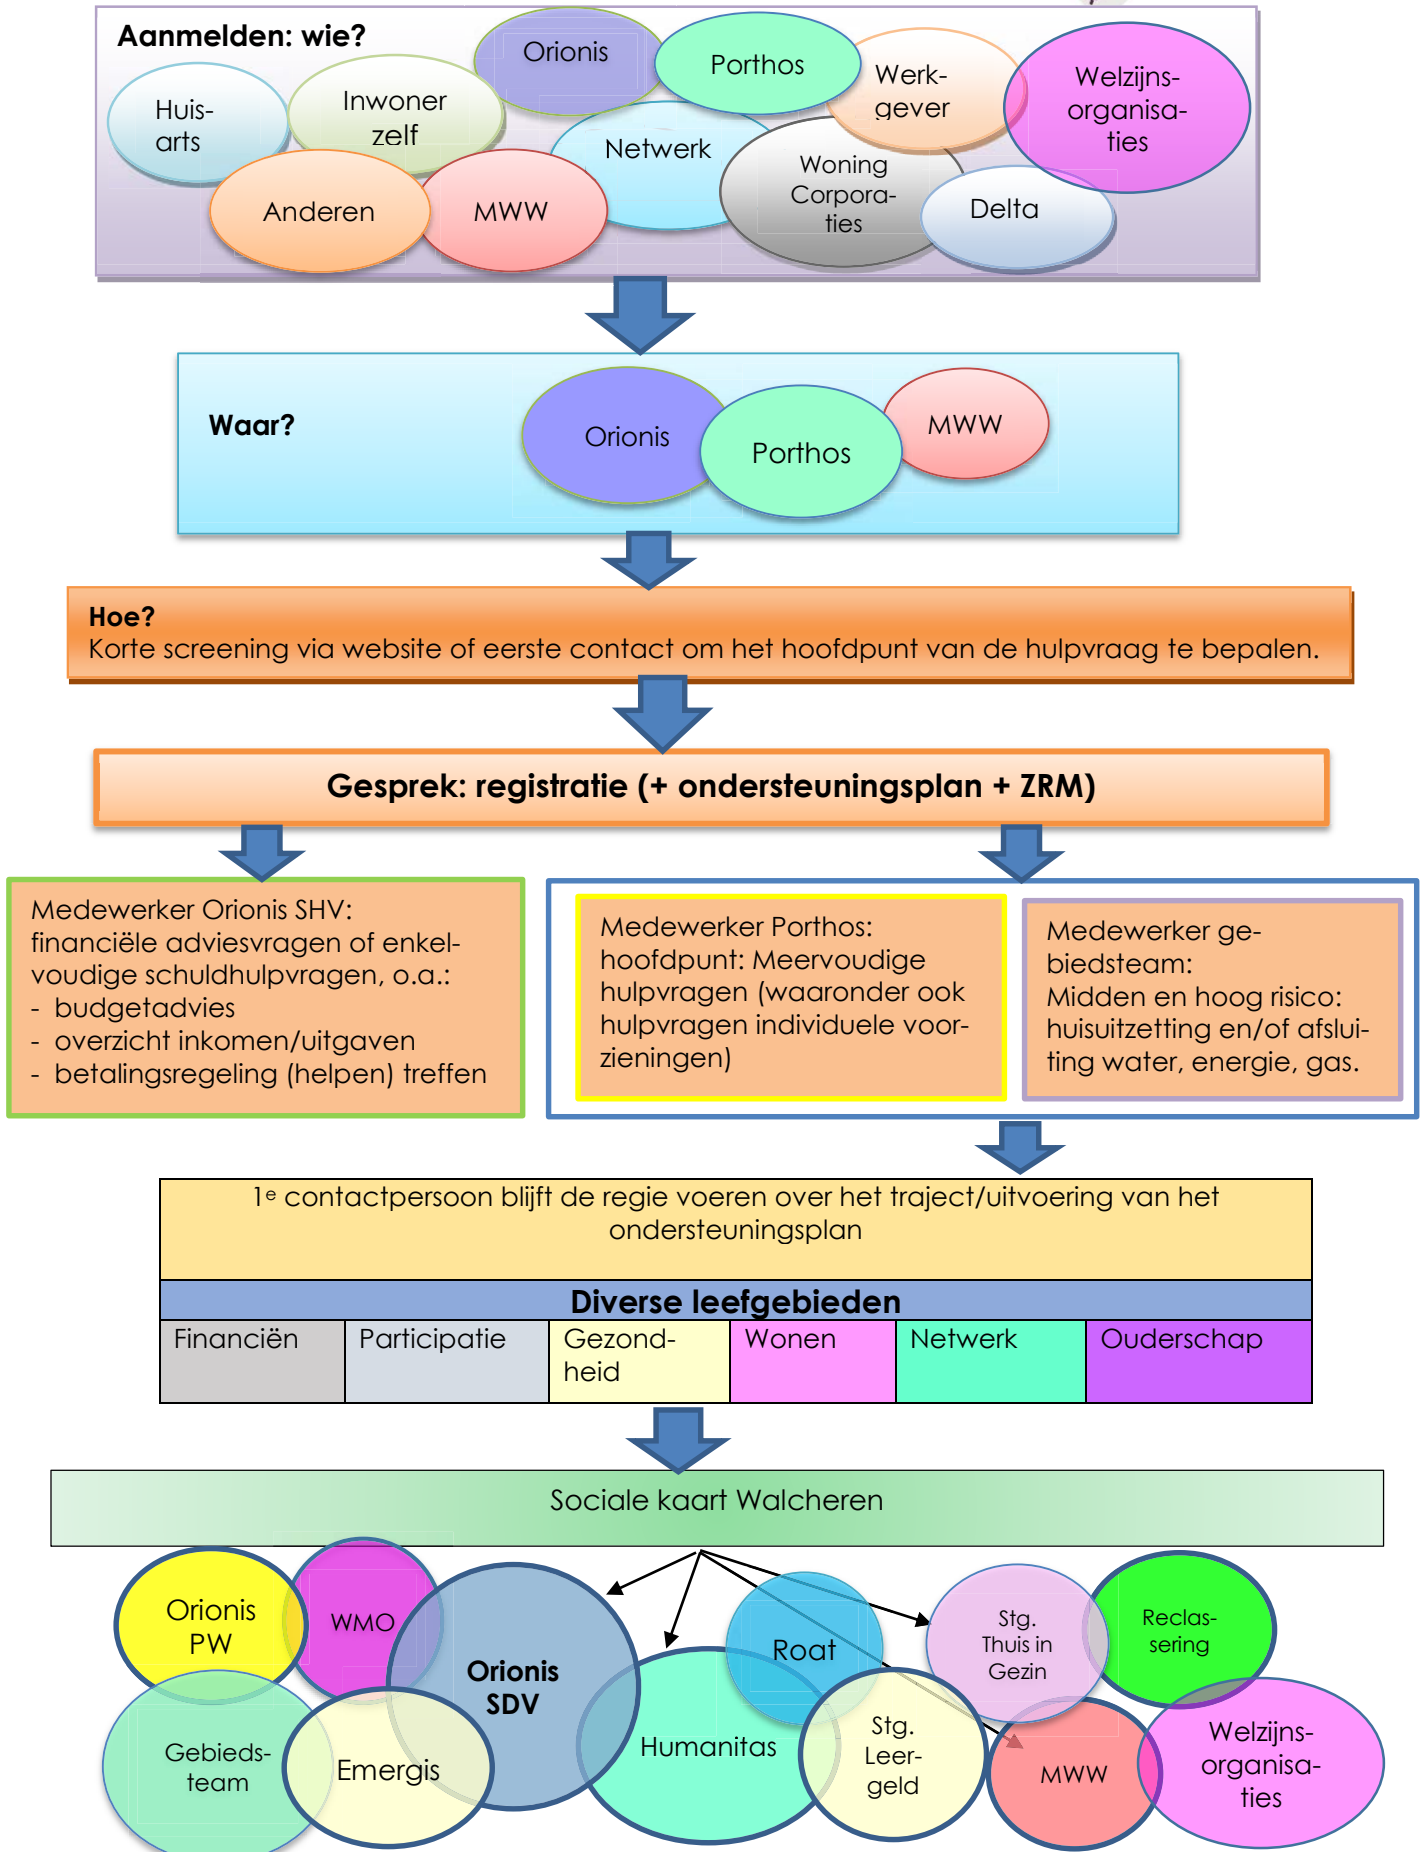 Aanmelden: wie?
Orionis
Porthos
Werk-
gever
Welzijns-
organisa-
ties
Huis-
arts
Inwoner
zelf
Netwerk
Woning
Corpora-
ties
Anderen
MWW
Delta
Waar?
Orionis
Porthos
MWW
Hoe?
Korte screening via website of eerste contact om het hoofdpunt van de hulpvraag te bepalen.
Gesprek: registratie (+ ondersteuningsplan + ZRM)
Medewerker Orionis SHV:
financiële adviesvragen of enkel-
voudige schuldhulpvragen, o.a.:
- budgetadvies
- overzicht inkomen/uitgaven
- betalingsregeling (helpen) treffen
Medewerker Porthos:
hoofdpunt: Meervoudige
hulpvragen (waaronder ook
hulpvragen individuele voor-
zieningen)
Medewerker ge-
biedsteam:
Midden en hoog risico:
huisuitzetting en/of afslui-
ting water, energie, gas.
1e contactpersoon blijft de regie voeren over het traject/uitvoering van het
ondersteuningsplan
Diverse leefgebieden
Financiën
Participatie
Gezond-
heid
Wonen
Netwerk
Ouderschap
Sociale kaart Walcheren
Orionis
PW
WMO
Orionis
SDV
Roat
Stg.
Thuis in
Gezin
Reclas-
sering
Gebieds-
team
Emergis
Humanitas
Stg.
Leer-
geld
MWW
Welzijns-
organisa-
ties